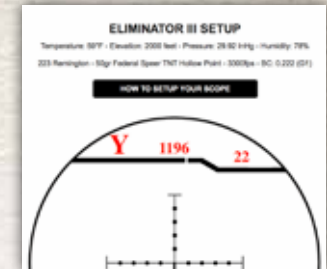 ELIMINATOR III SETUP
Temperature: 59°F - Elevation: 2000 feet - Pressure: 29.92 InHg - Humidity: 78%
223 Remington - 50gr Federal Speer TNT Hollow Point - 3300fps - BC: 0.222 (G1)
HOW TO SETUP YOUR SCOPE
Y 1196 22